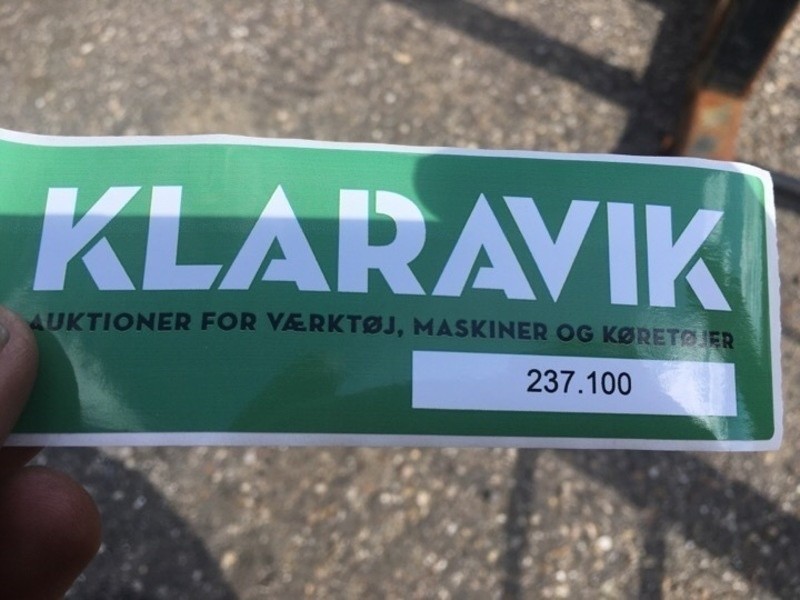 KLARAVIK
AUKTIONER FOR VÆRKTØJ, MASKINER OG KØRETØJER
237.100